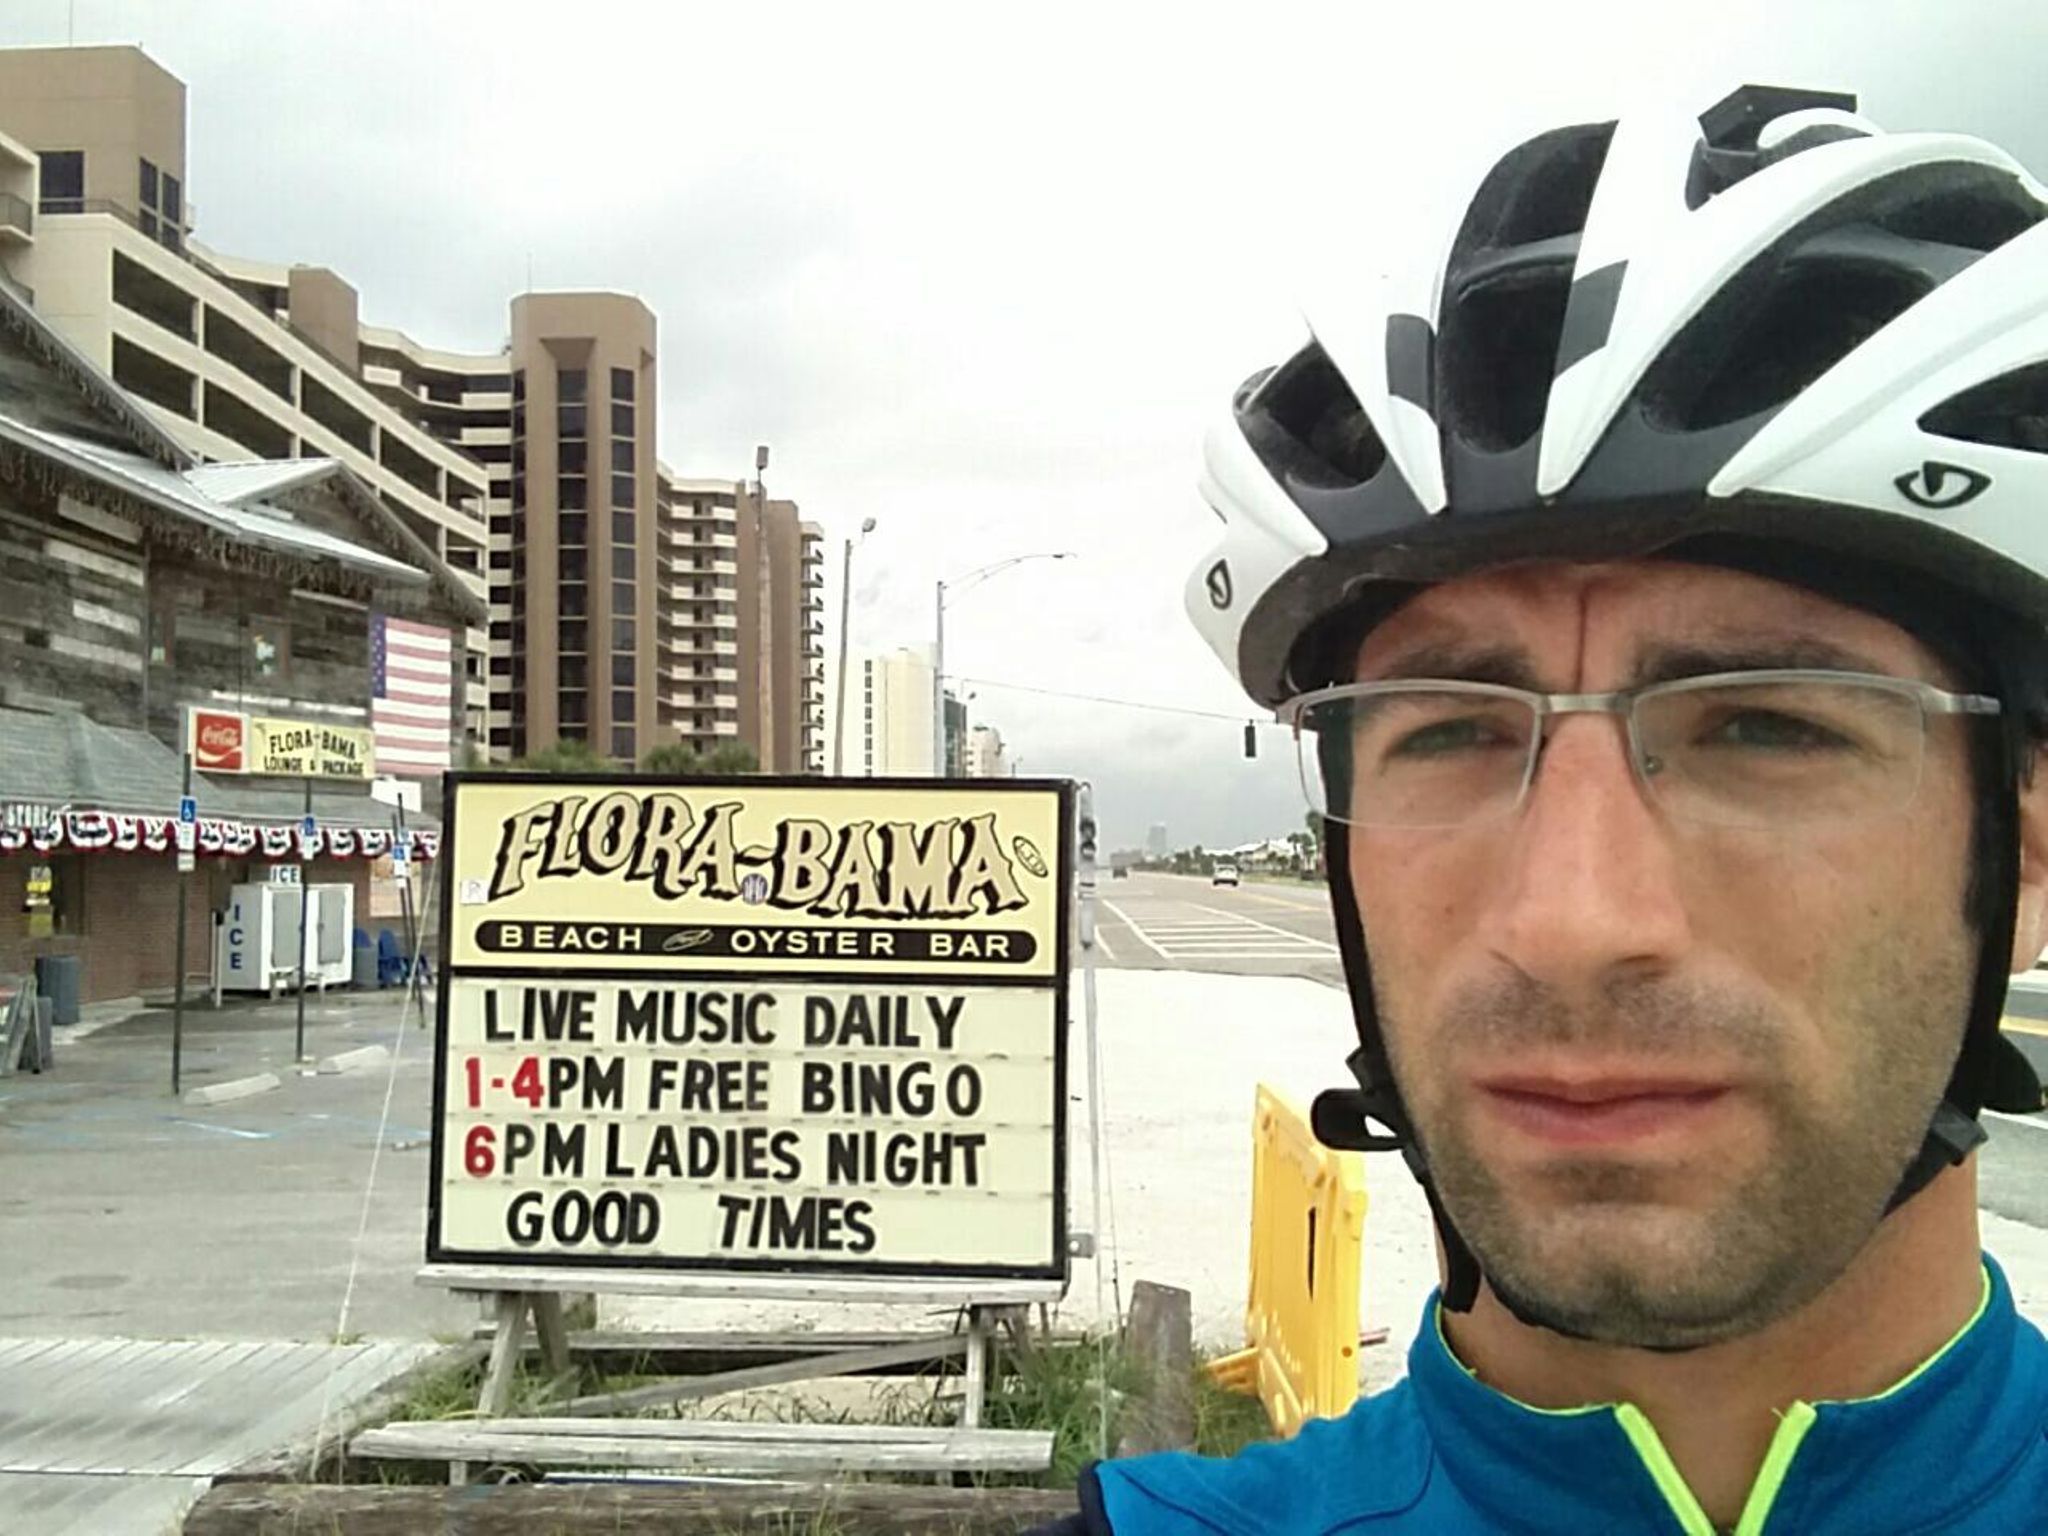 Coca-Cola
FLORA-BAMA
LOUNGE & PACKAGE
STORE
ICE
ICE
FLORA-BAMA
BEACH OYSTER BAR
LIVE MUSIC DAILY
1-4PM FREE BINGO
6PM LADIES NIGHT
GOOD TIMES